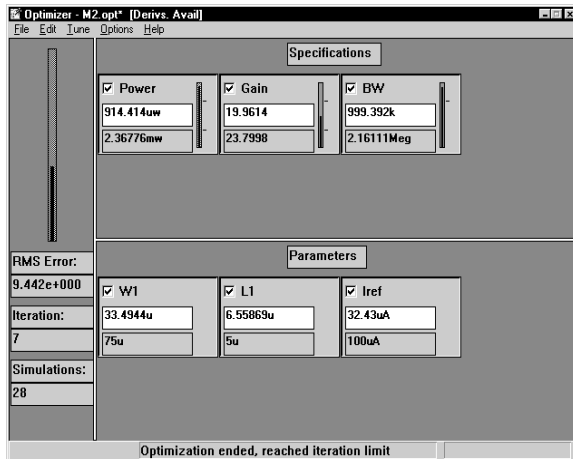 Optimizer - M2.opt* [Derivs. Avail]
File Edit Tune Options Help
Specifications
Power Gain BW
914.414uw 19.9614 999.392k
2.36776mw 23.7998 2.16111Meg
Parameters
RMS Error:
9.442e+000
W1 L1 Iref
Iteration:
33.4944u 6.55869u 32.43uA
7
75u 5u 100uA
Simulations:
28
Optimization ended, reached iteration limit